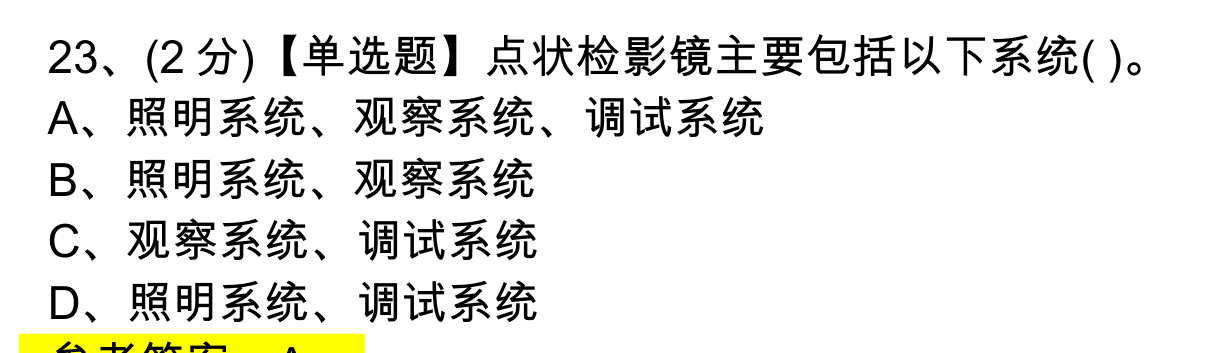 23、(2 分)【单选题】点状检影镜主要包括以下系统( )。
A、照明系统、观察系统、调试系统
B、照明系统、观察系统
C、观察系统、调试系统
D、照明系统、调试系统